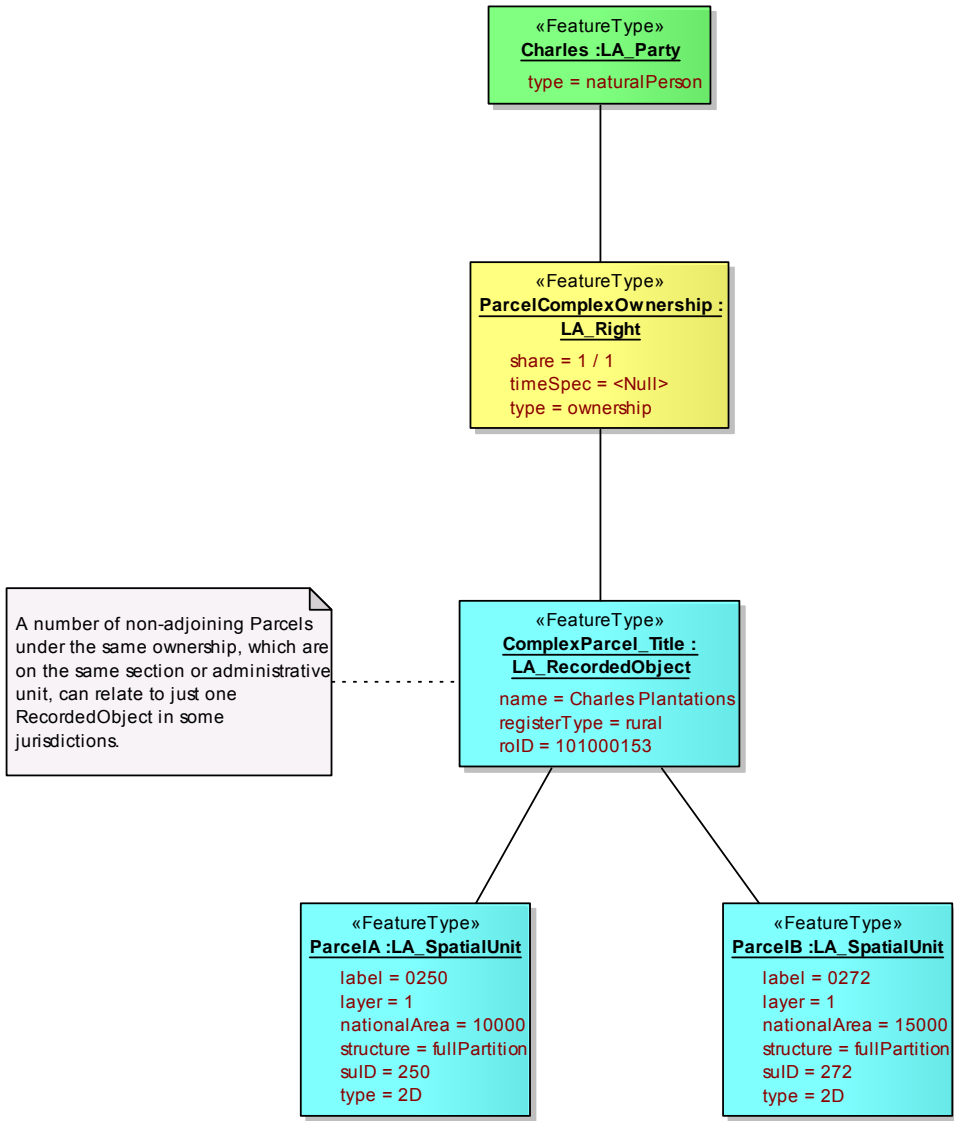 «FeatureType»
Charles :LA_Party
type = naturalPerson
«FeatureType»
ParcelComplexOwnership :
LA_Right
share = 1 / 1
timeSpec = <Null>
type = ownership
A number of non-adjoining Parcels
under the same ownership, which are
on the same section or administrative
unit, can relate to just one
RecordedObject in some
jurisdictions.
«FeatureType»
ComplexParcel_Title :
LA_RecordedObject
name = Charles Plantations
registerType = rural
roID = 101000153
«FeatureType»
ParcelA :LA_SpatialUnit
label = 0250
layer = 1
nationalArea = 10000
structure = fullPartition
suID = 250
type = 2D
«FeatureType»
ParcelB :LA_SpatialUnit
label = 0272
layer = 1
nationalArea = 15000
structure = fullPartition
suID = 272
type = 2D